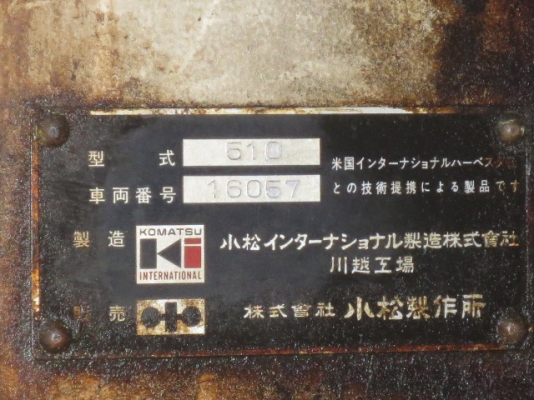 型式 510 米国インターナショナルハーベスタ社
車両番号 16057 との技術提携による製品です
製造 KOMATSU INTERNATIONAL 小松インターナショナル製造株式會社
川越工場
販売 株式會社 小松製作所